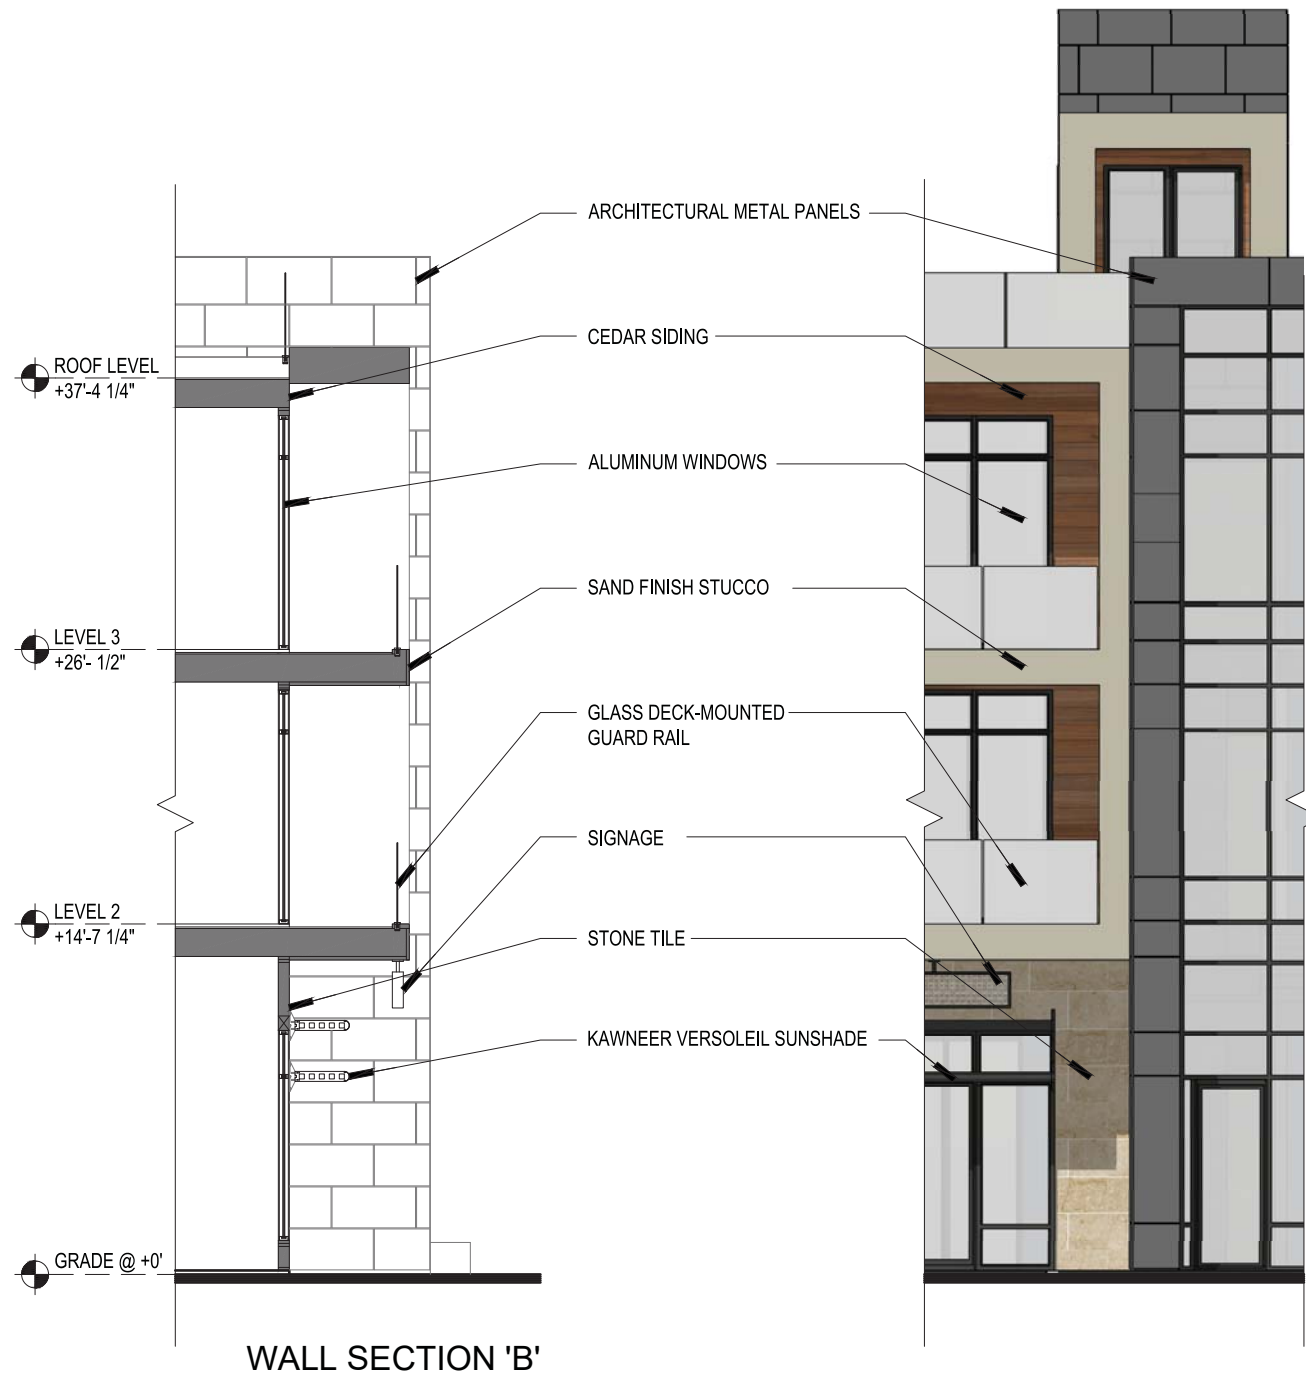 ARCHITECTURAL METAL PANELS
CEDAR SIDING
ROOF LEVEL
+37'-4 1/4"
ALUMINUM WINDOWS
SAND FINISH STUCCO
LEVEL 3
+26'- 1/2"
GLASS DECK-MOUNTED
GUARD RAIL
SIGNAGE
LEVEL 2
+14'-7 1/4"
STONE TILE
KAWNEER VERSOLEIL SUNSHADE
GRADE @ +0'
WALL SECTION 'B'